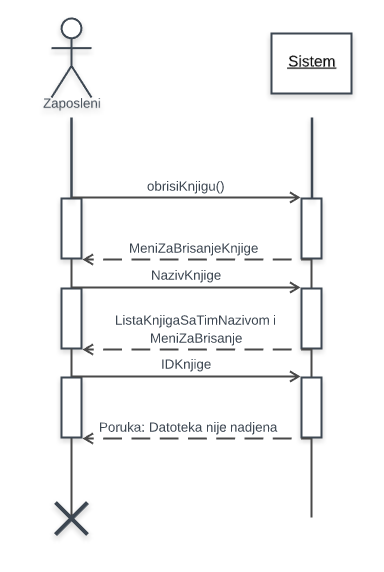 Zaposleni
Sistem
obrisiKnjigu()
MeniZaBrisanjeKnjige
NazivKnjige
ListaKnjigaSaTimNazivom i
MeniZaBrisanje
IDKnjige
Poruka: Datoteka nije nadjena